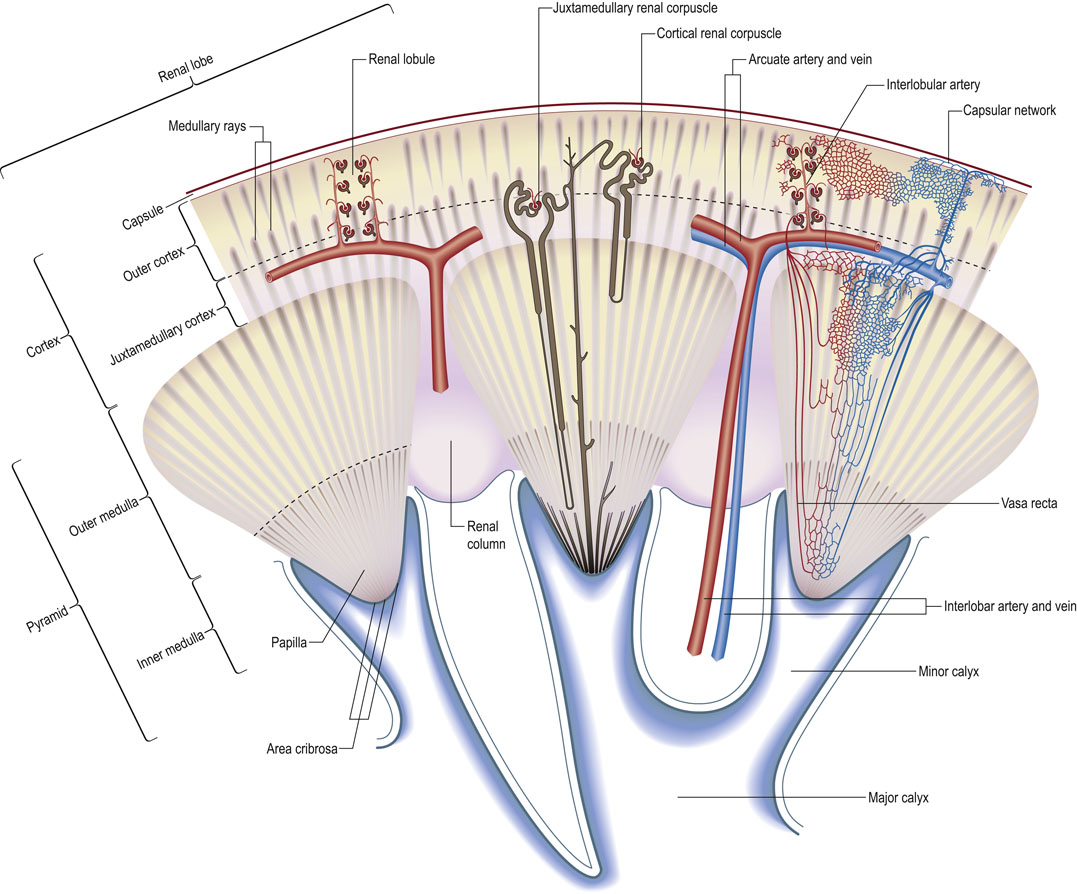 Juxtamedullary renal corpuscle
Cortical renal corpuscle
Renal lobe
Renal lobule
Arcuate artery and vein
Interlobular artery
Capsular network
Medullary rays
Capsule
Outer cortex
Juxtamedullary cortex
Cortex
Outer medulla
Renal
column
Vasa recta
Pyramid
Inner medulla
Papilla
Interlobar artery and vein
Minor calyx
Area cribrosa
Major calyx